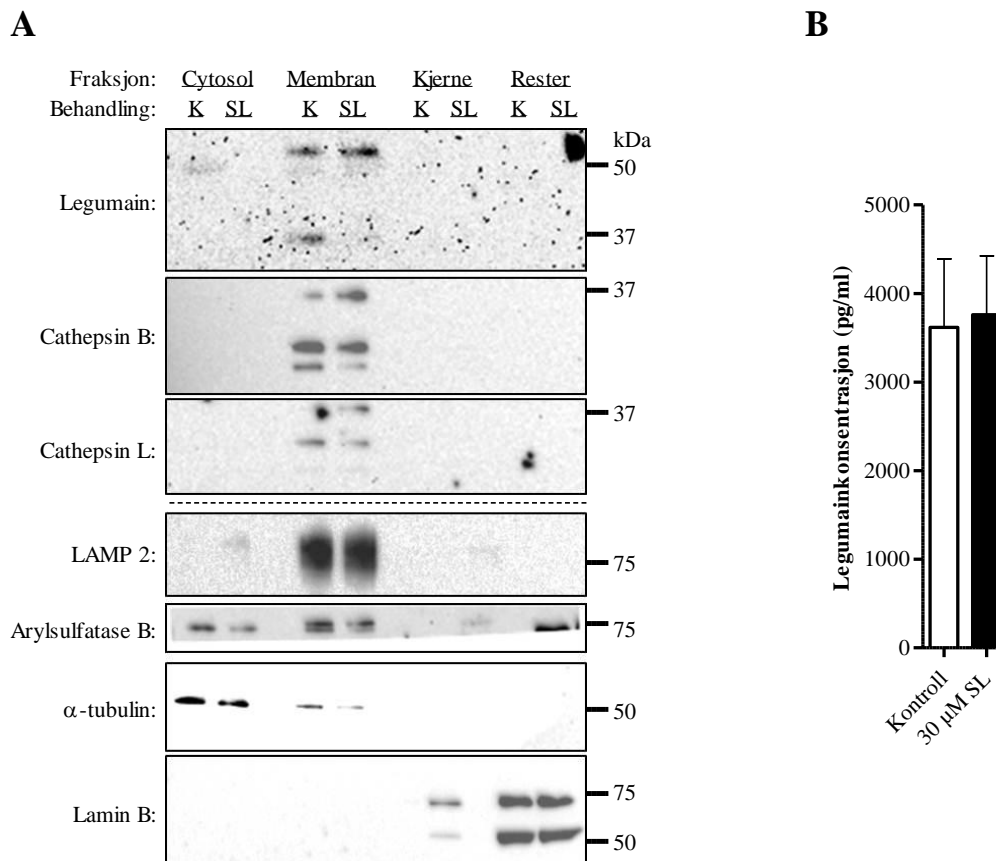 A
B
Fraksjon: Cytosol Membran Kjerne Rester
Behandling: K SL K SL K SL K SL
kDa
50
Legumain:
37
37
Cathepsin B:
37
Cathepsin L:
LAMP 2:
75
Arylsulfatase B:
75
α-tubulin:
50
75
Lamin B:
50
Legumainkonsentrasjon (pg/ml)
5000
4000
3000
2000
1000
0
Kontroll
30 µM SL